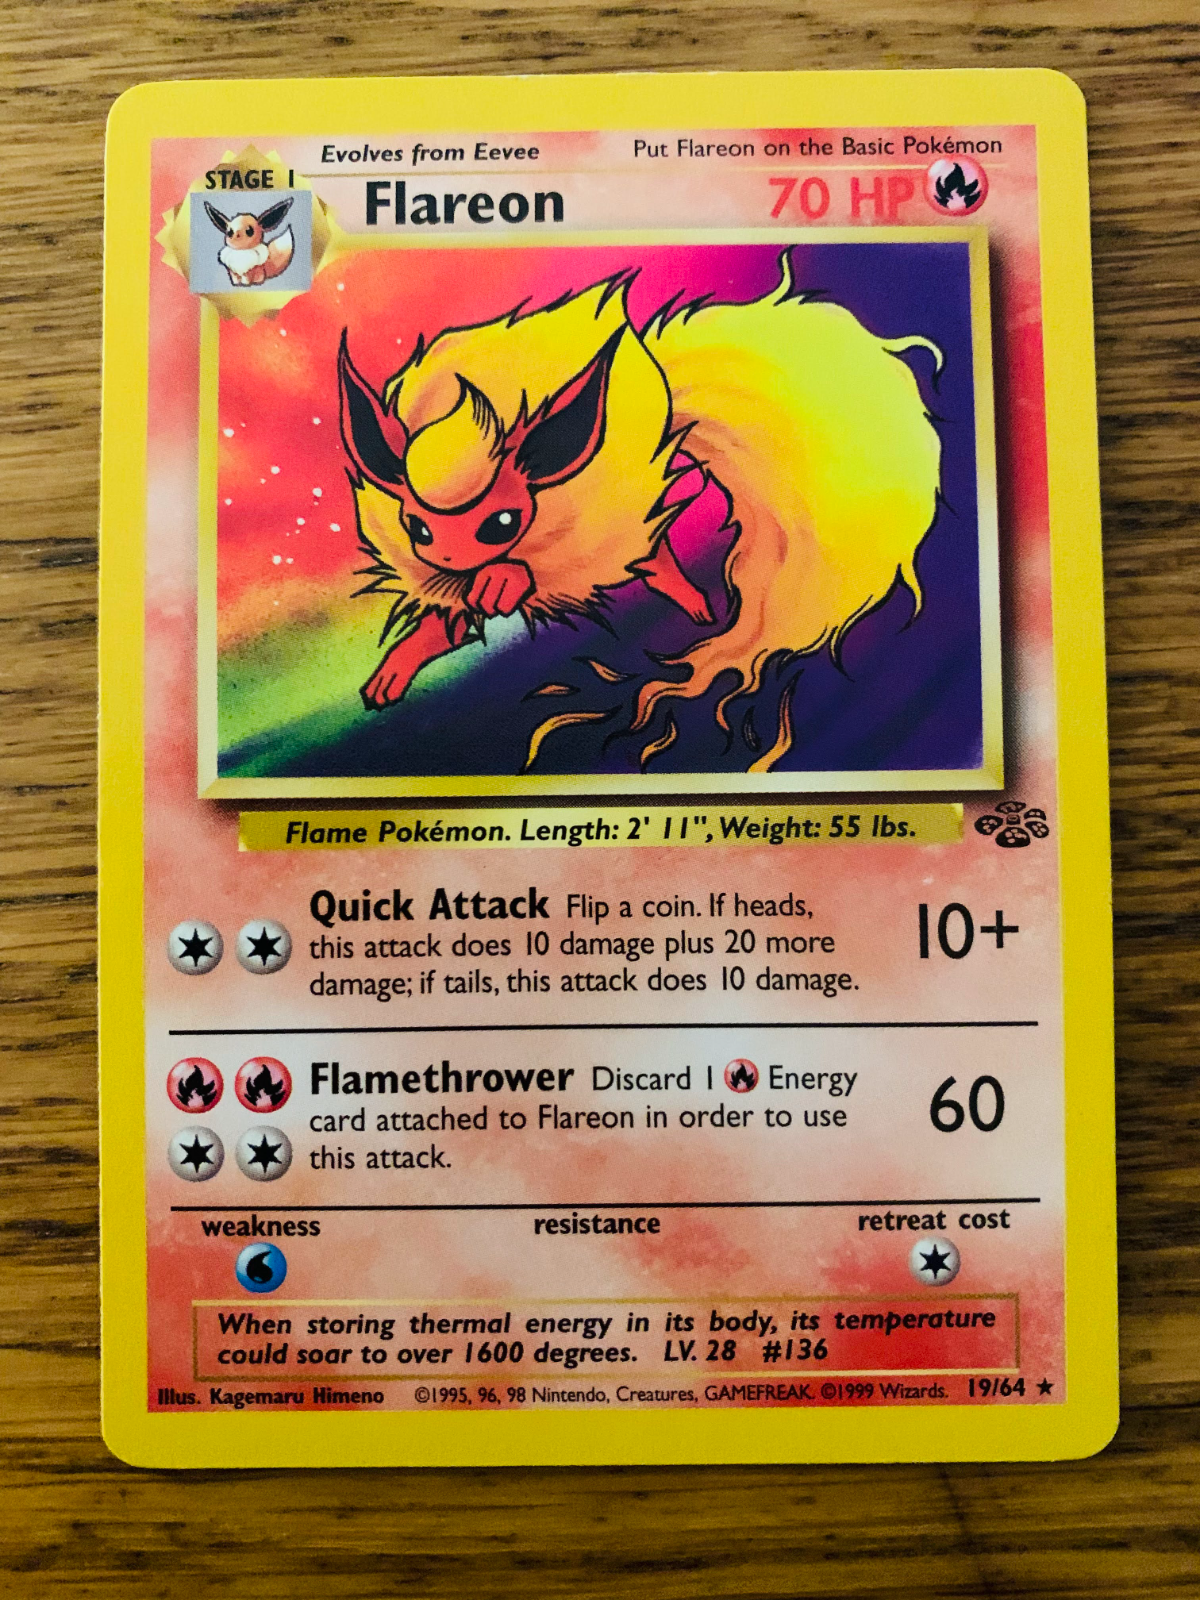 Evolves from Eevee
Put Flareon on the Basic Pokémon
STAGE 1
Flareon
70 HP
Flame Pokémon. Length: 2' 11", Weight: 55 lbs.
Quick Attack Flip a coin. If heads,
this attack does 10 damage plus 20 more
damage; if tails, this attack does 10 damage.
10+
Flamethrower Discard 1 Energy
card attached to Flareon in order to use
this attack.
60
weakness
resistance
retreat cost
When storing thermal energy in its body, its temperature
could soar to over 1600 degrees. LV. 28 #136
Illus. Kagemaru Himeno ©1995, 96, 98 Nintendo, Creatures, GAMEFREAK. ©1999 Wizards. 19/64 ★